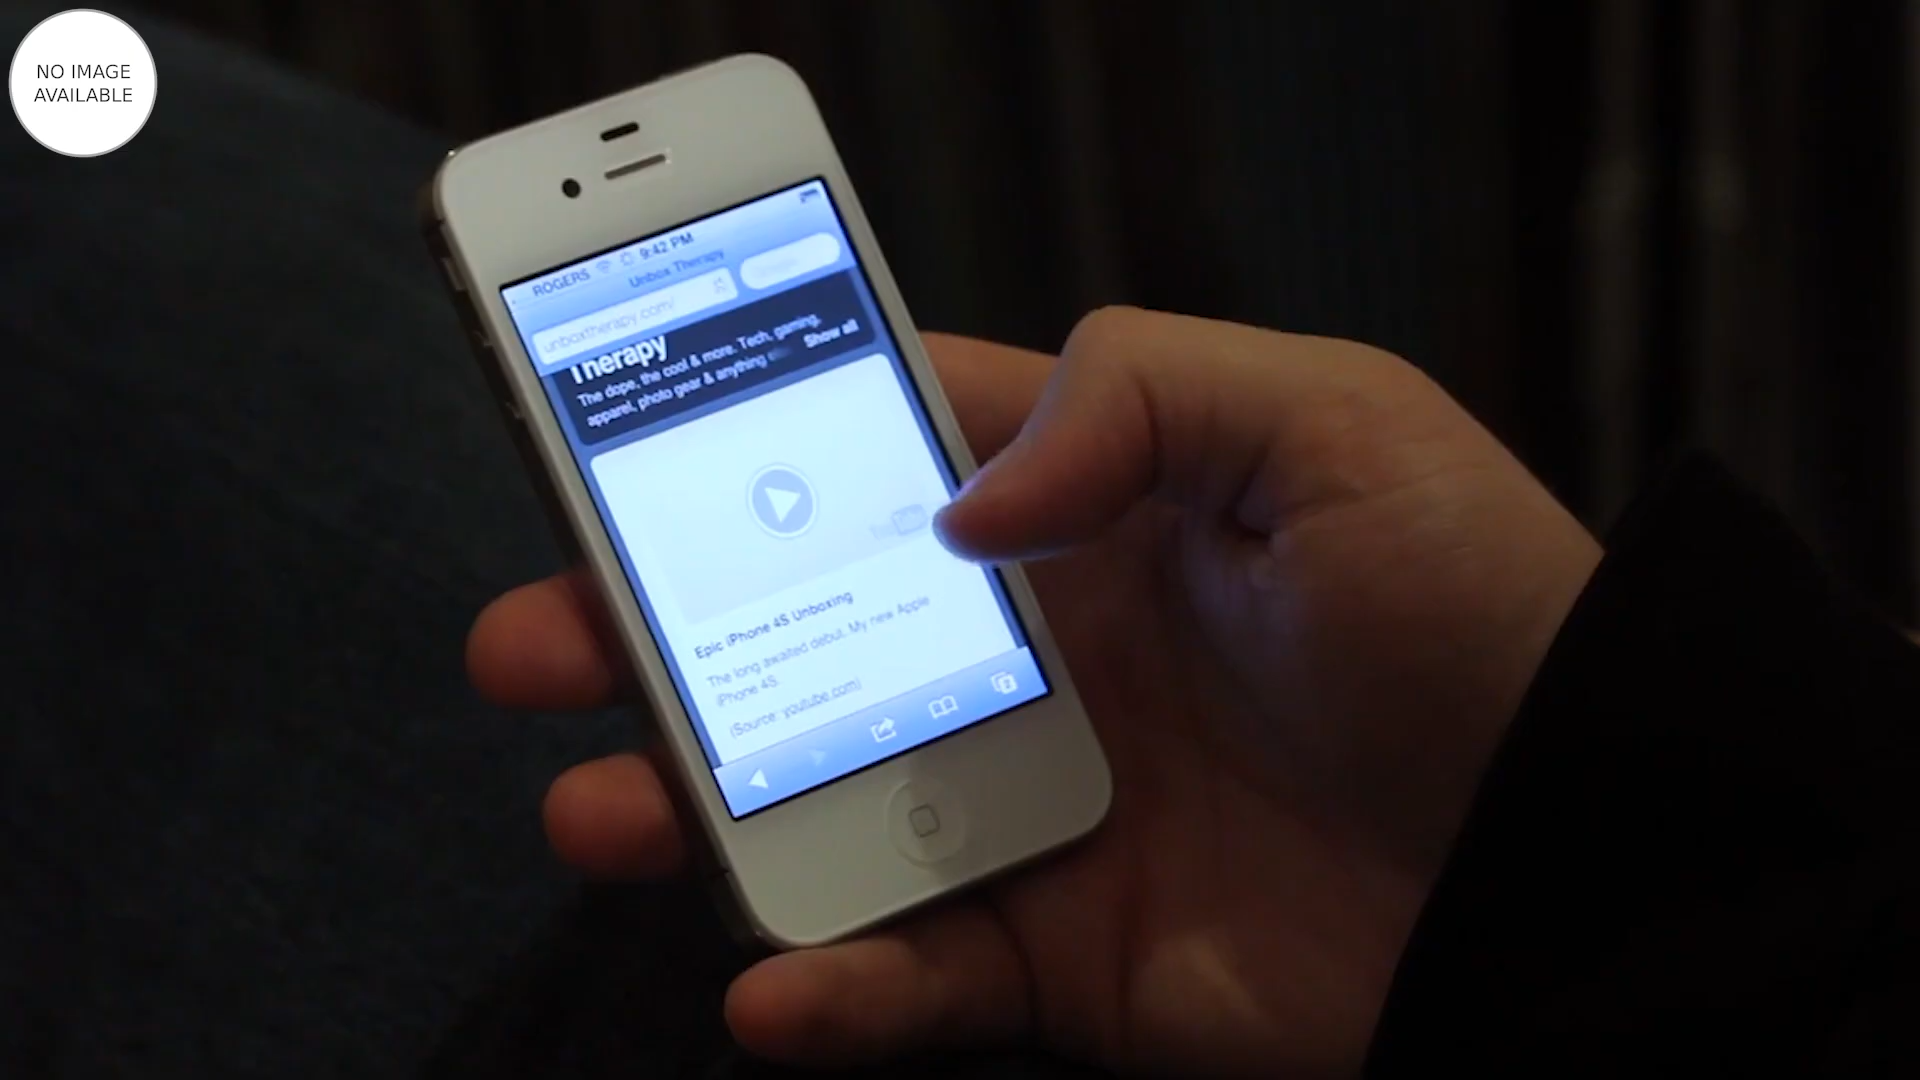 NO IMAGE
AVAILABLE
ROGERS 9:42 PM
Unbox Therapy
unboxtherapy.com/
Therapy
The dope, the cool & more. Tech, gaming,
apparel, photo gear & anything
Show all
Epic iPhone 4S Unboxing
The long awaited debut. My new Apple
iPhone 4S.
(Source: youtube.com)
2